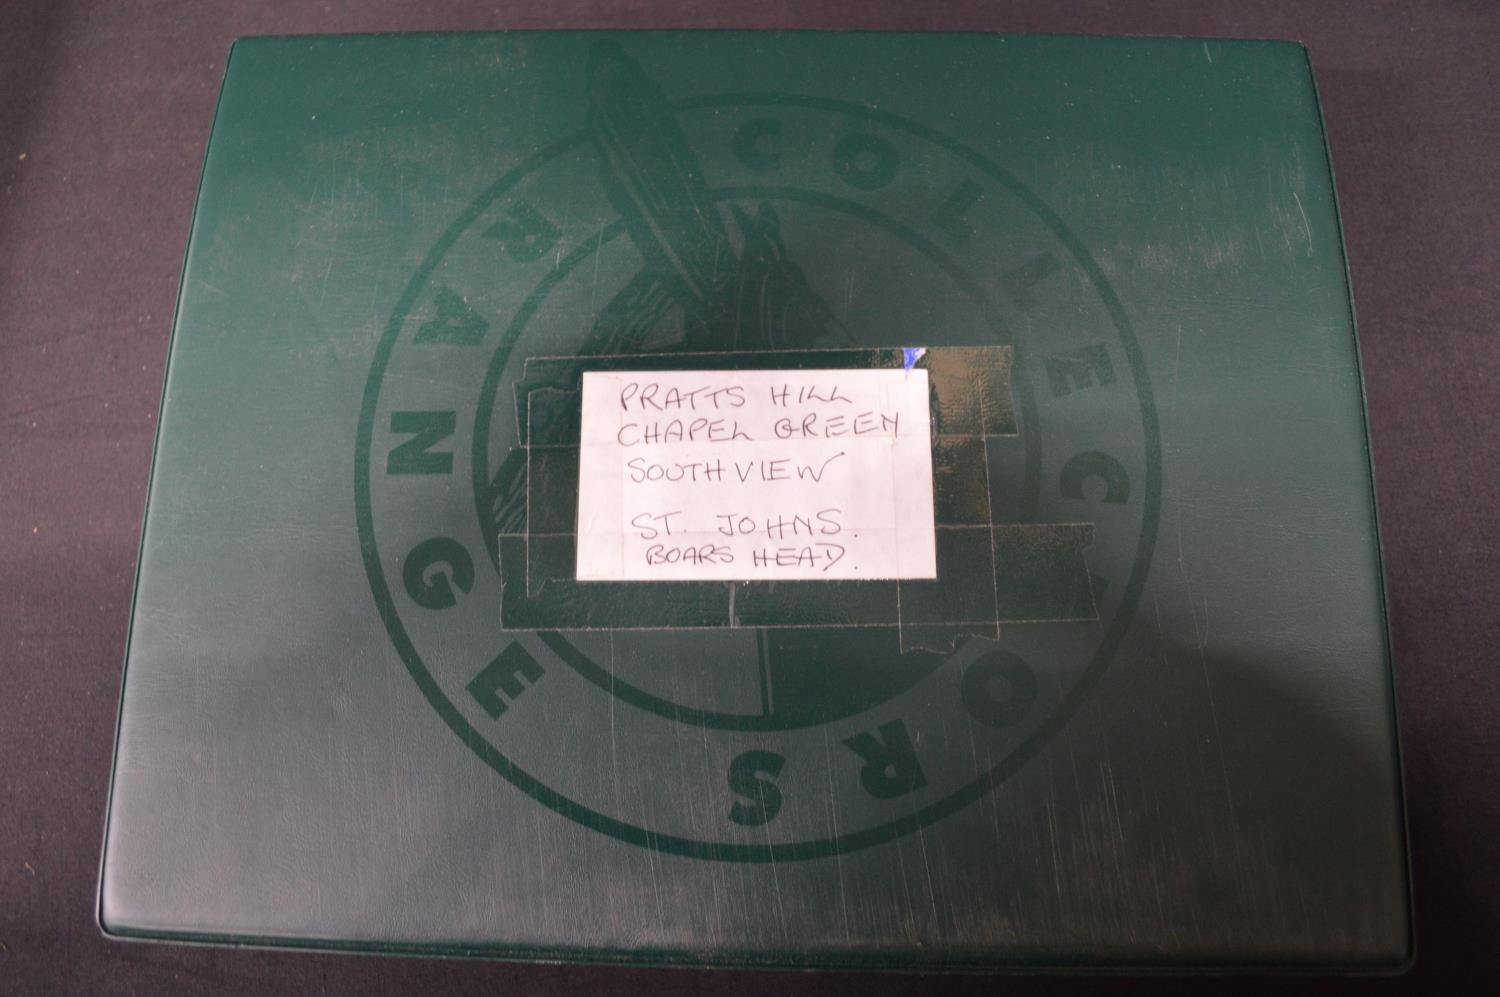 COLLECTORS RANGE
PRATTS HILL
CHAPEL GREEN
SOUTHVIEW
ST. JOHNS.
BOARS HEAD.